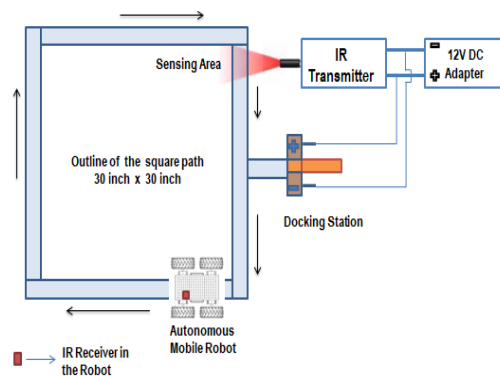 Sensing Area
IR
Transmitter
12V DC
Adapter
Outline of the square path
30 inch x 30 inch
Docking Station
Autonomous
Mobile Robot
IR Receiver in
the Robot